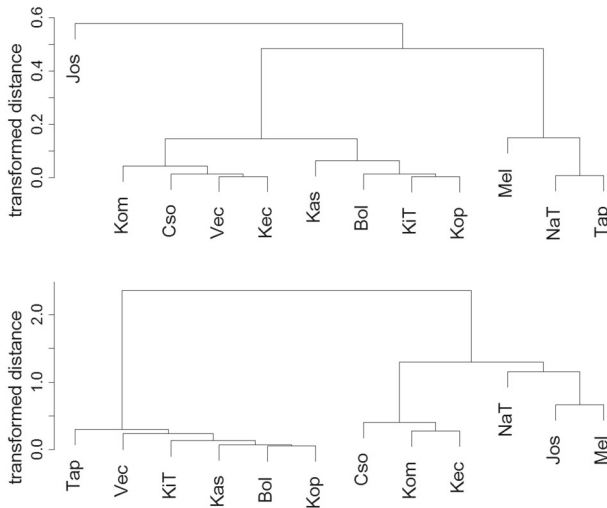 transformed distance
0.6
0.4
0.2
0.0
Jos
Kom
Cso
Vec
Kec
Kas
Bol
KiT
Kop
Mel
NaT
Tap
transformed distance
2.0
1.0
0.0
Tap
Vec
KiT
Kas
Bol
Kop
Cso
Kom
Kec
NaT
Jos
Mel